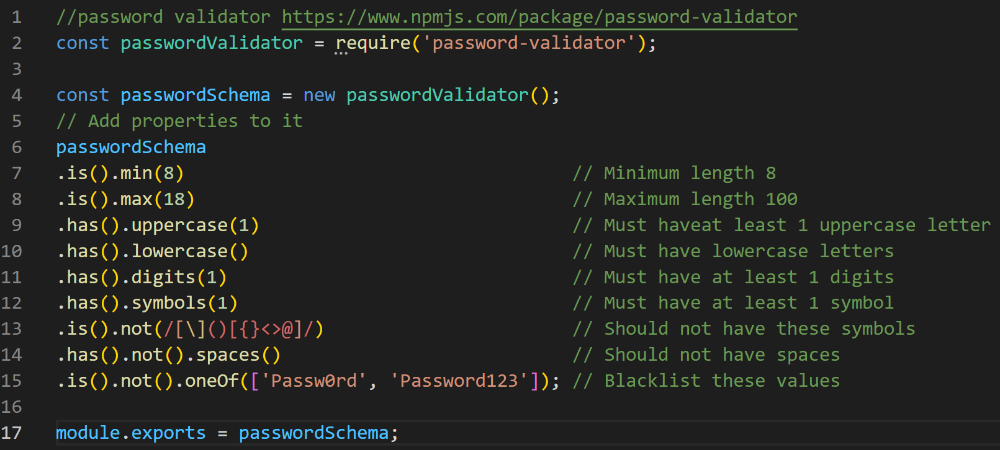 1 //password validator https://www.npmjs.com/package/password-validator
2 const passwordValidator = require('password-validator');
3
4 const passwordSchema = new passwordValidator();
5 // Add properties to it
6 passwordSchema
7 .is().min(8) // Minimum length 8
8 .is().max(18) // Maximum length 100
9 .has().uppercase(1) // Must haveat least 1 uppercase letter
10 .has().lowercase() // Must have lowercase letters
11 .has().digits(1) // Must have at least 1 digits
12 .has().symbols(1) // Must have at least 1 symbol
13 .is().not(/[\]()[{}<>@]/) // Should not have these symbols
14 .has().not().spaces() // Should not have spaces
15 .is().not().oneOf(['Passw0rd', 'Password123']); // Blacklist these values
16
17 module.exports = passwordSchema;